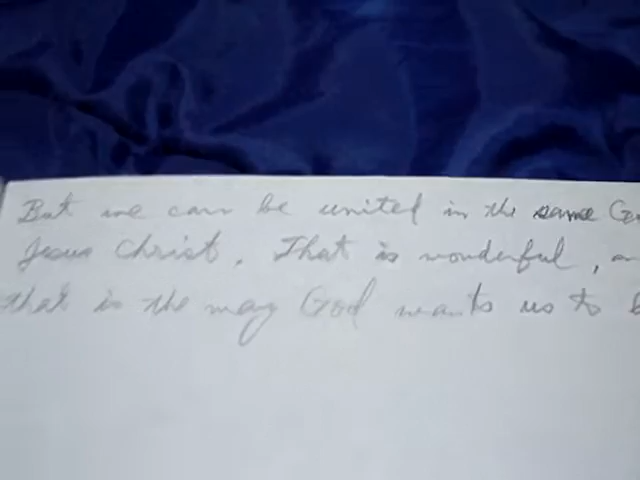 But we can be united in the same
Jesus Christ. That is wonderful,
that is the way God wants us to